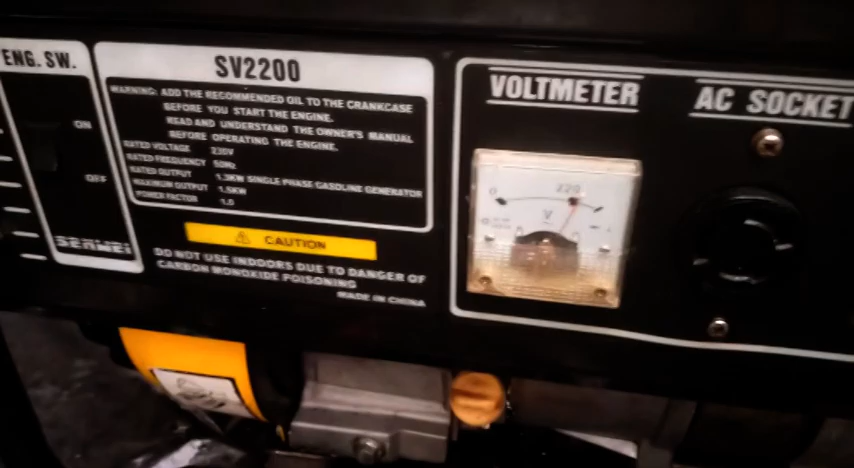 ENG. SW.
ON
OFF
SENWEI
SV2200
WARNING: ADD THE RECOMMENDED OIL TO THE CRANKCASE
BEFORE YOU START THE ENGINE.
READ AND UNDERSTAND THE OWNER'S MANUAL
BEFORE OPERATING THE ENGINE.
RATED VOLTAGE 230V
RATED FREQUENCY 50Hz
RATED OUTPUT 1.3KW SINGLE PHASE GASOLINE GENERATOR
MAXIMUM OUTPUT 1.5KW
POWER FACTOR 1.0
CAUTION
DO NOT USE INDOORS DUE TO DANGER OF
CARBON MONOXIDE POISONING
MADE IN CHINA
VOLTMETER
0 220
V
AC SOCKET